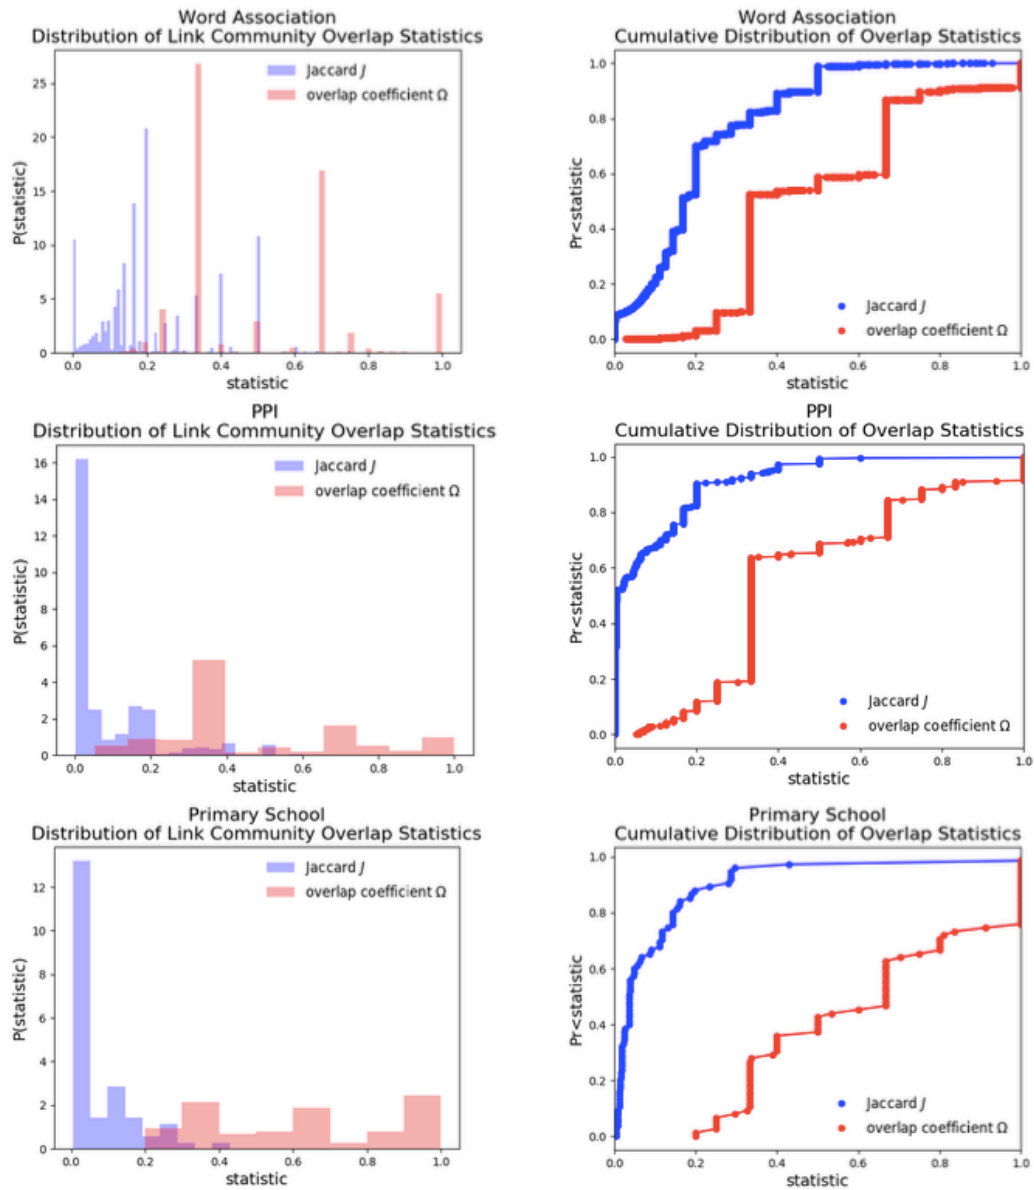 Word Association
Distribution of Link Community Overlap Statistics
Jaccard J
overlap coefficient Ω
25
20
15
10
5
0
P(statistic)
0.0 0.2 0.4 0.6 0.8 1.0
statistic
Word Association
Cumulative Distribution of Overlap Statistics
1.0
0.8
0.6
0.4
0.2
0.0
Pr<statistic
Jaccard J
overlap coefficient Ω
0.0 0.2 0.4 0.6 0.8 1.0
statistic
PPI
Distribution of Link Community Overlap Statistics
Jaccard J
overlap coefficient Ω
16
14
12
10
8
6
4
2
0
P(statistic)
0.0 0.2 0.4 0.6 0.8 1.0
statistic
PPI
Cumulative Distribution of Overlap Statistics
1.0
0.8
0.6
0.4
0.2
0.0
Pr<statistic
Jaccard J
overlap coefficient Ω
0.0 0.2 0.4 0.6 0.8 1.0
statistic
Primary School
Distribution of Link Community Overlap Statistics
Jaccard J
overlap coefficient Ω
12
10
8
6
4
2
0
P(statistic)
0.0 0.2 0.4 0.6 0.8 1.0
statistic
Primary School
Cumulative Distribution of Overlap Statistics
1.0
0.8
0.6
0.4
0.2
0.0
Pr<statistic
Jaccard J
overlap coefficient Ω
0.0 0.2 0.4 0.6 0.8 1.0
statistic